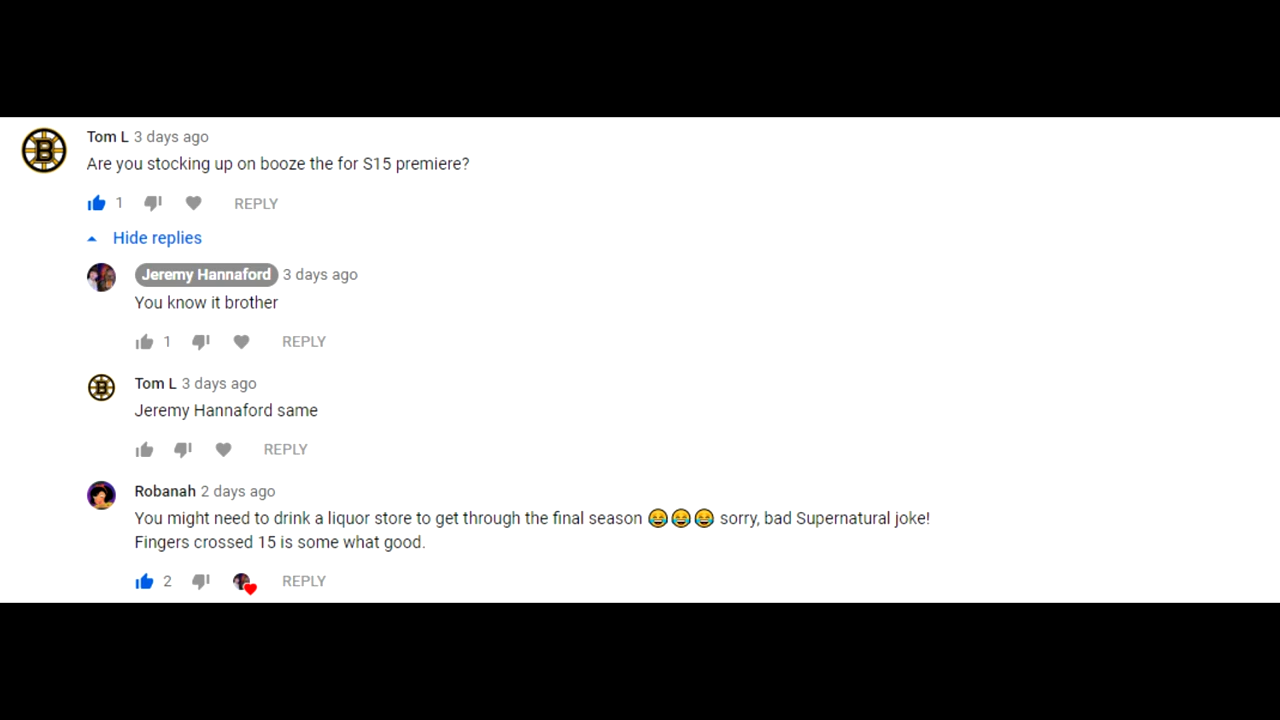 Tom L 3 days ago
Are you stocking up on booze the for S15 premiere?
1 REPLY
Hide replies
Jeremy Hannaford 3 days ago
You know it brother
1 REPLY
Tom L 3 days ago
Jeremy Hannaford same
REPLY
Robanah 2 days ago
You might need to drink a liquor store to get through the final season 😂😂😂 sorry, bad Supernatural joke!
Fingers crossed 15 is some what good.
2 REPLY